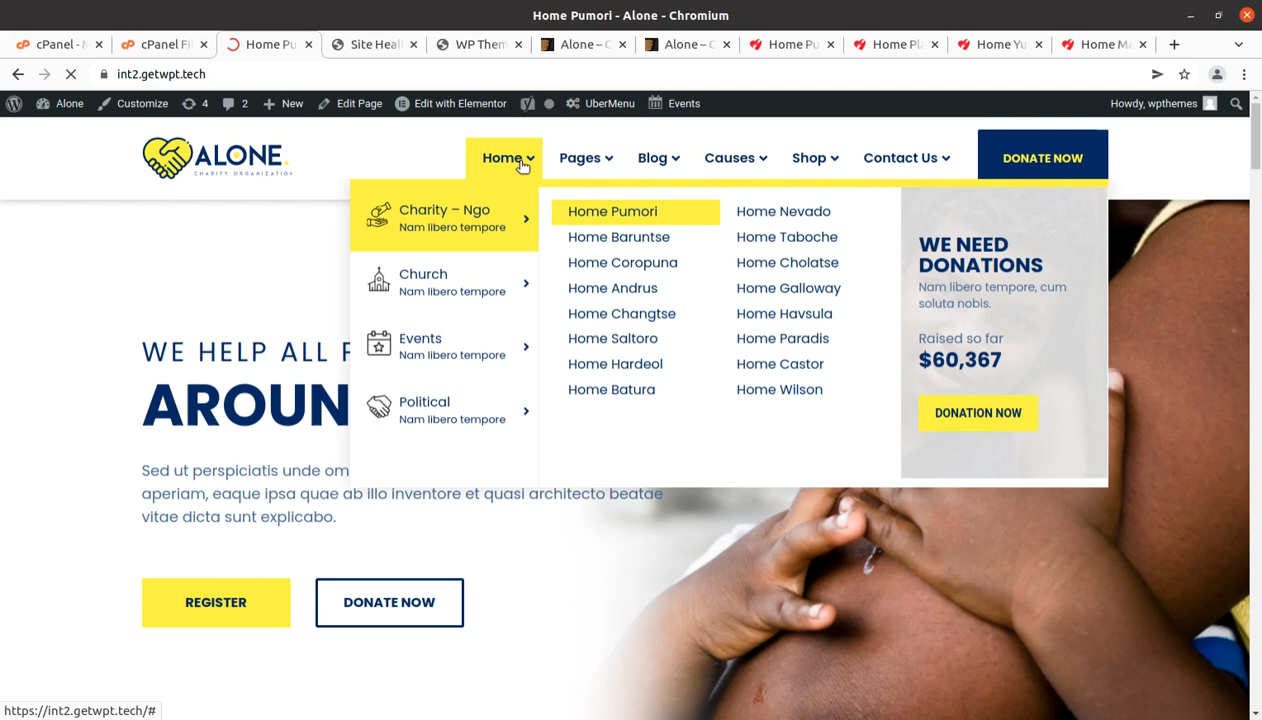 Home Pumori - Alone - Chromium
cPanel - M
cPanel Fi
Home Pu
Site Heal
WP Them
Alone – C
Alone – C
Home Pu
Home Pla
Home Yu
Home M
int2.getwpt.tech
Alone
Customize
4
2
New
Edit Page
Edit with Elementor
UberMenu
Events
Howdy, wpthemes
ALONE
CHARITY ORGANIZATION
Home
Pages
Blog
Causes
Shop
Contact Us
DONATE NOW
Charity – Ngo
Nam libero tempore
Church
Nam libero tempore
Events
Nam libero tempore
Political
Nam libero tempore
Home Pumori
Home Baruntse
Home Coropuna
Home Andrus
Home Changtse
Home Saltoro
Home Hardeol
Home Batura
Home Nevado
Home Taboche
Home Cholatse
Home Galloway
Home Havsula
Home Paradis
Home Castor
Home Wilson
WE NEED
DONATIONS
Nam libero tempore, cum
soluta nobis.
Raised so far
$60,367
DONATION NOW
WE HELP ALL
AROUN
Sed ut perspiciatis unde om
aperiam, eaque ipsa quae ab illo inventore et quasi architecto beatae
vitae dicta sunt explicabo.
REGISTER
DONATE NOW
https://int2.getwpt.tech/#